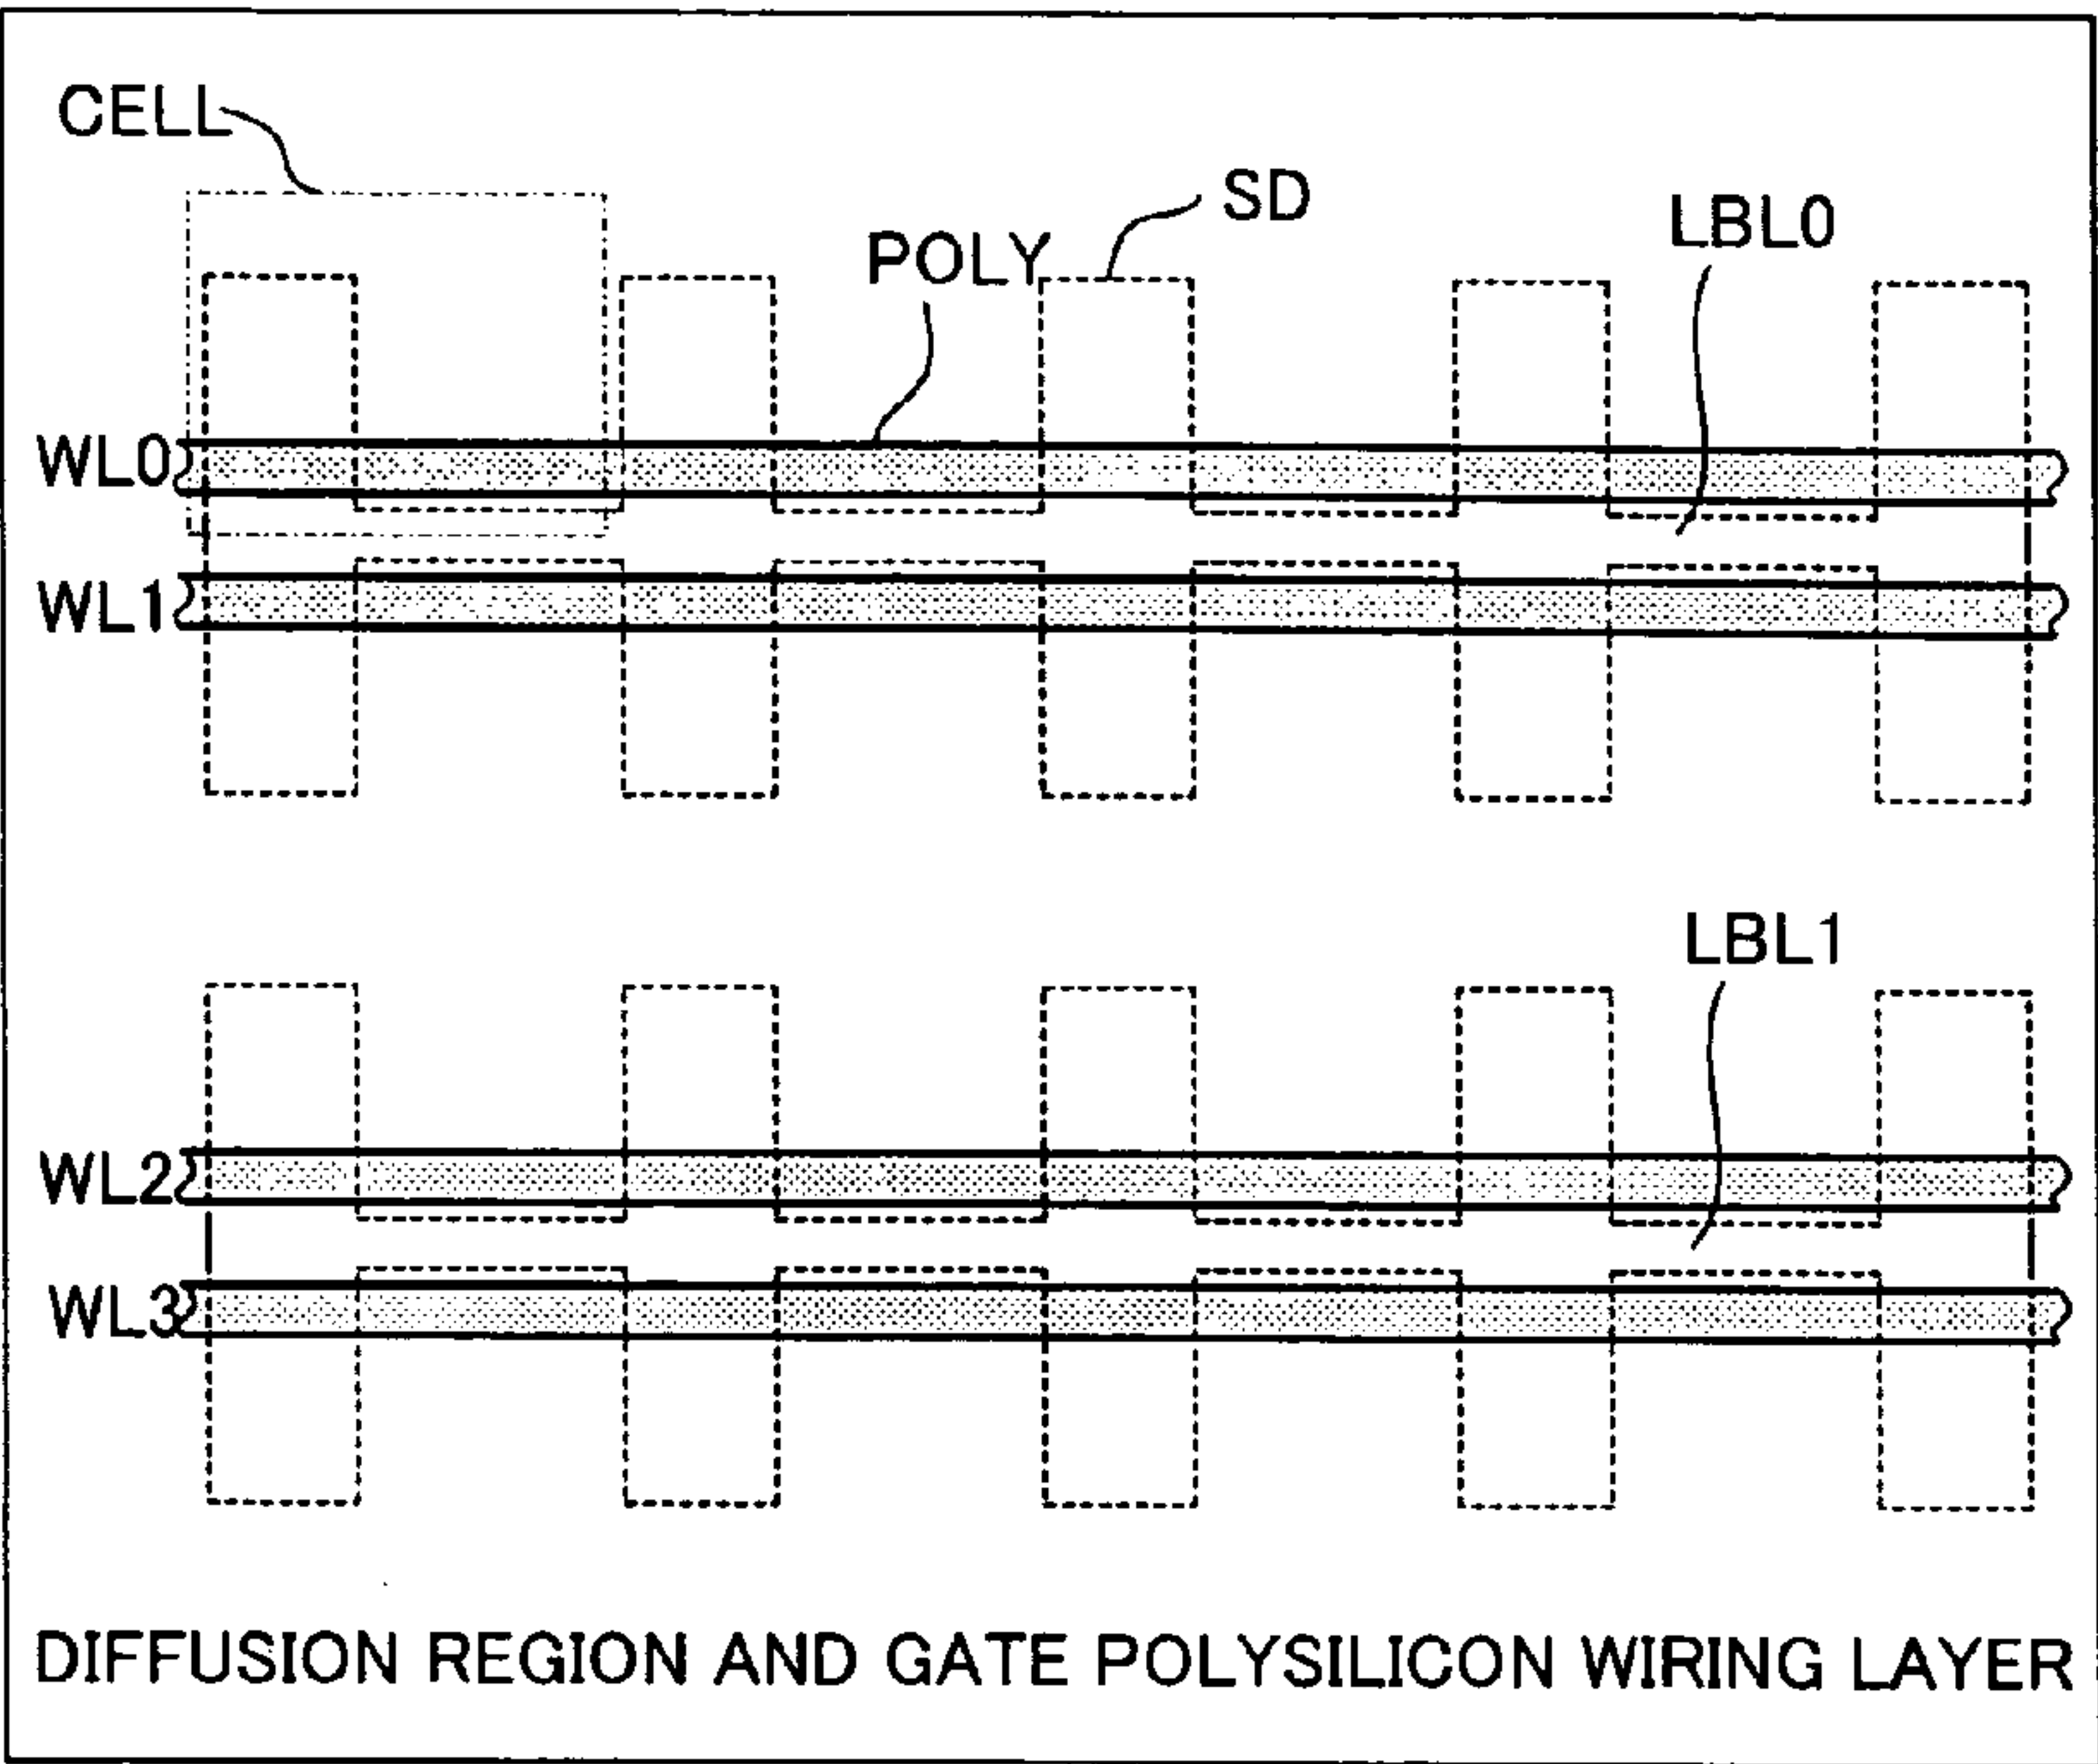 CELL
SD
LBL0
POLY
WL0
WL1
LBL1
WL2
WL3
DIFFUSION REGION AND GATE POLYSILICON WIRING LAYER